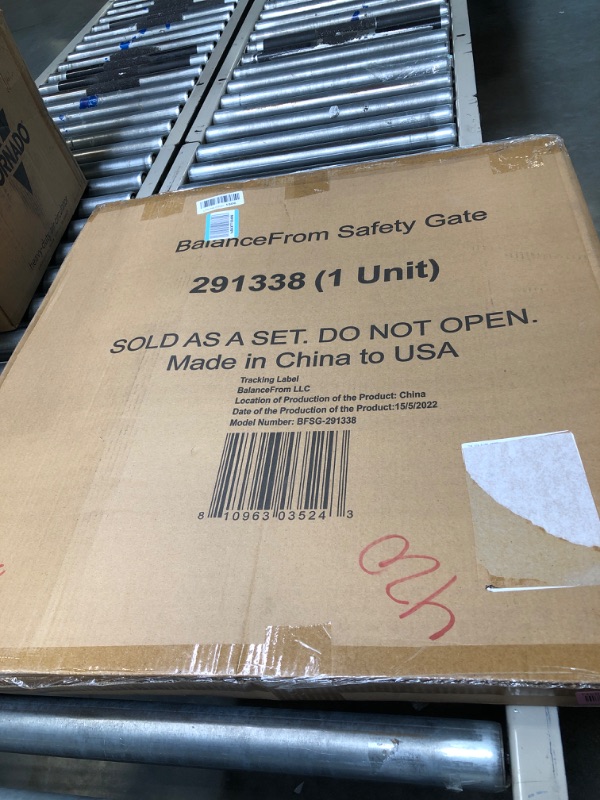 BalanceFrom Safety Gate
291338 (1 Unit)
SOLD AS A SET. DO NOT OPEN.
Made in China to USA
Tracking Label
BalanceFrom LLC
Location of Production of the Product: China
Date of the Production of the Product:15/5/2022
Model Number: BFSG-291338
8 10963 03524 3
420